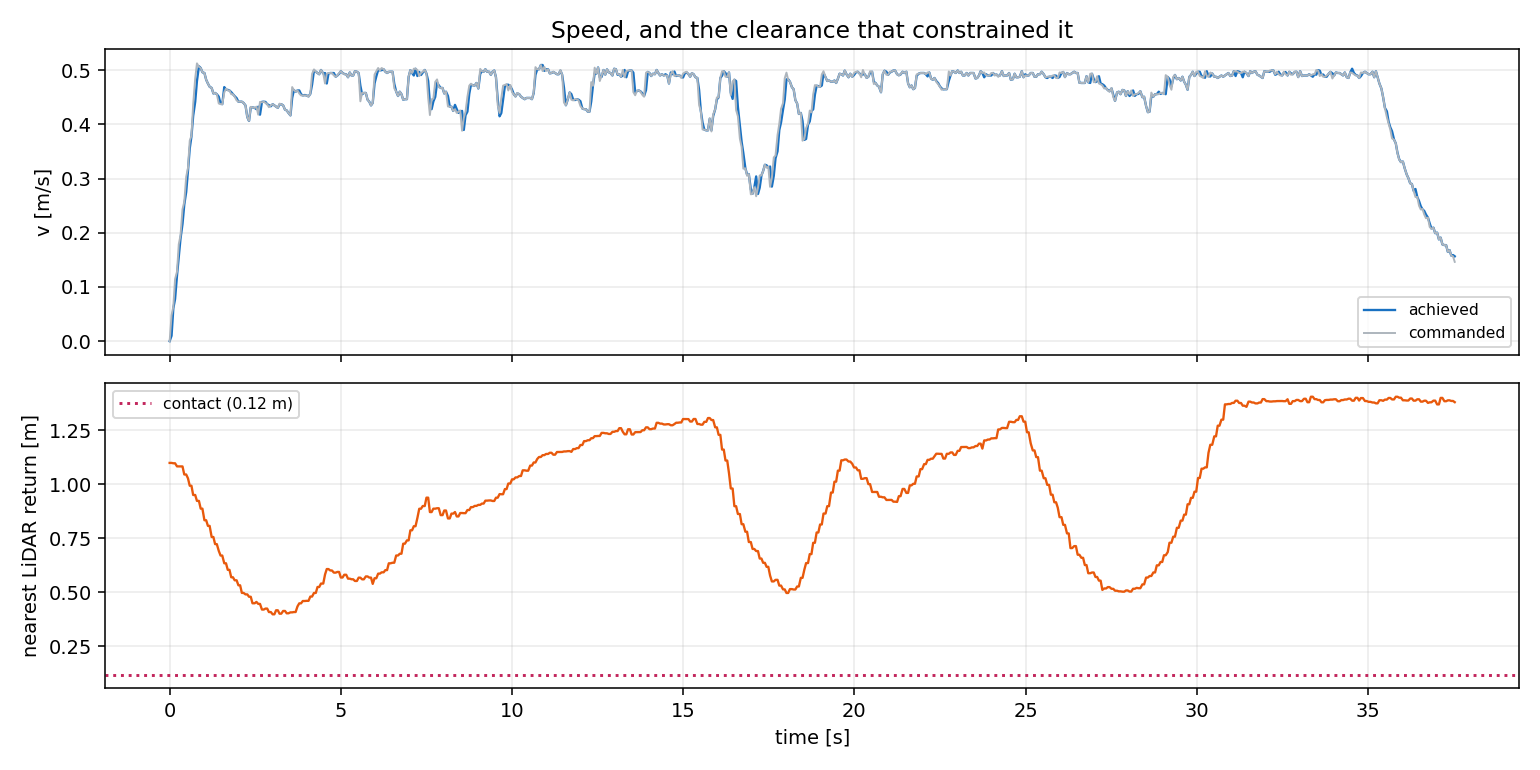 Speed, and the clearance that constrained it
v [m/s]
0.5
0.4
0.3
0.2
0.1
0.0
achieved
commanded
nearest LiDAR return [m]
1.25
1.00
0.75
0.50
0.25
contact (0.12 m)
0 5 10 15 20 25 30 35
time [s]